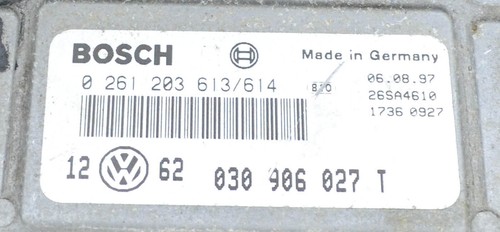 BOSCH
Made in Germany
0 261 203 613/614
06.08.97
26SA4610
1736 0927
12 VW 62 030 906 027 T